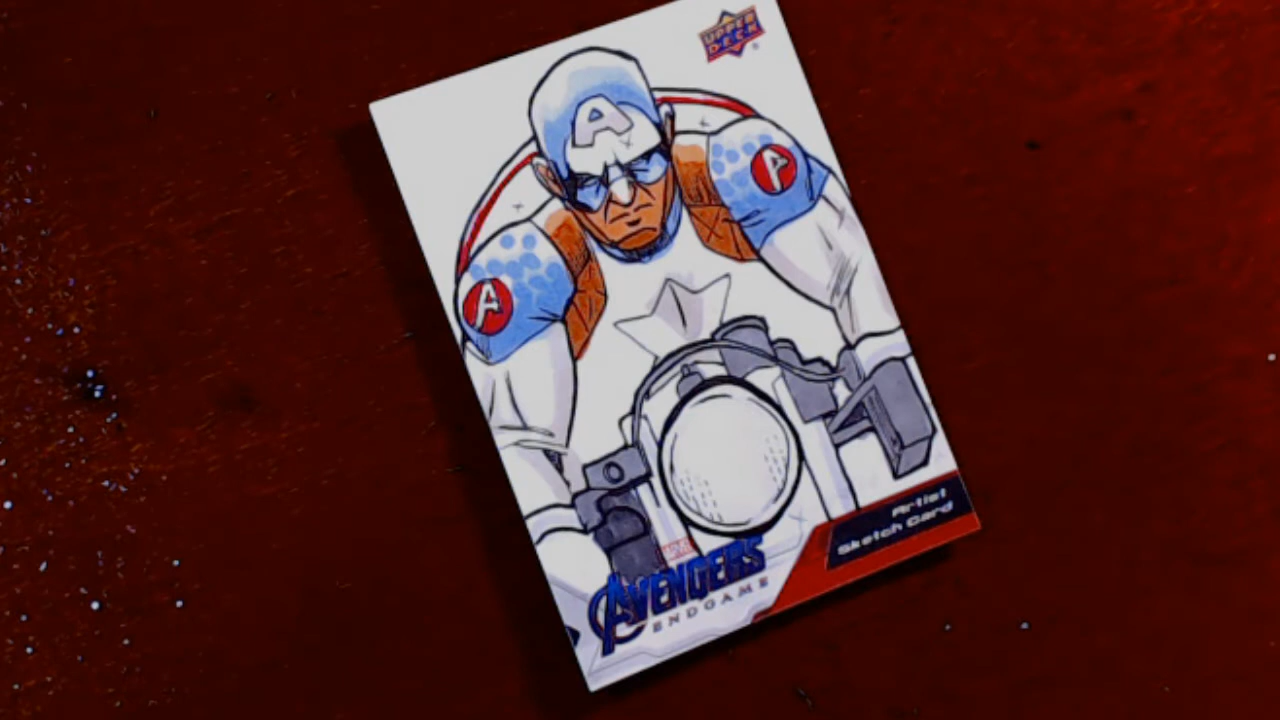 UPPER
DECK
A
A
A
Artist
Sketch Card
MARVEL
AVENGERS
ENDGAME